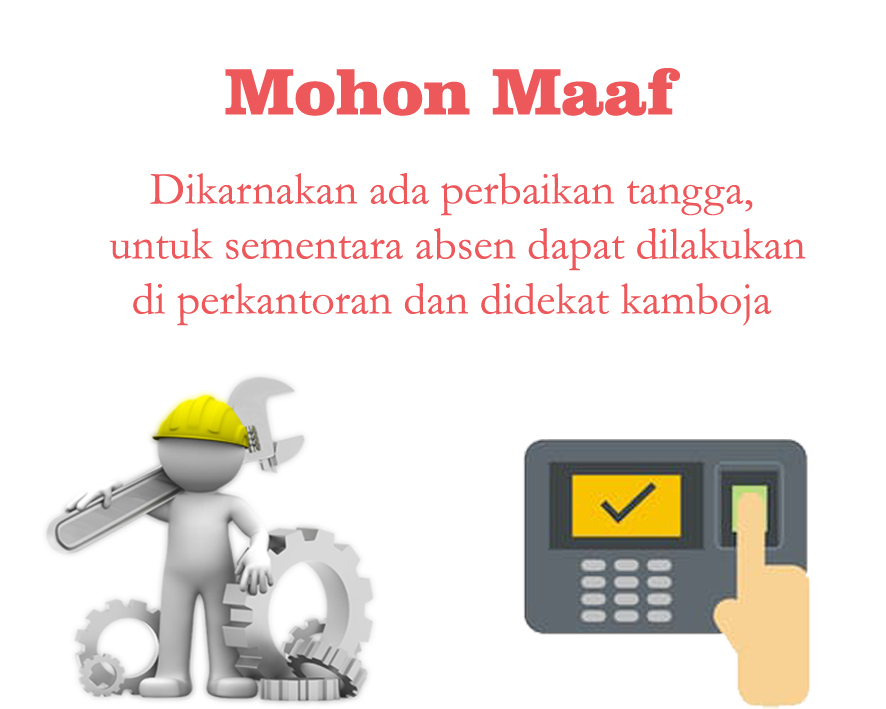 Mohon Maaf
Dikarnakan ada perbaikan tangga,
untuk sementara absen dapat dilakukan
di perkantoran dan didekat kamboja